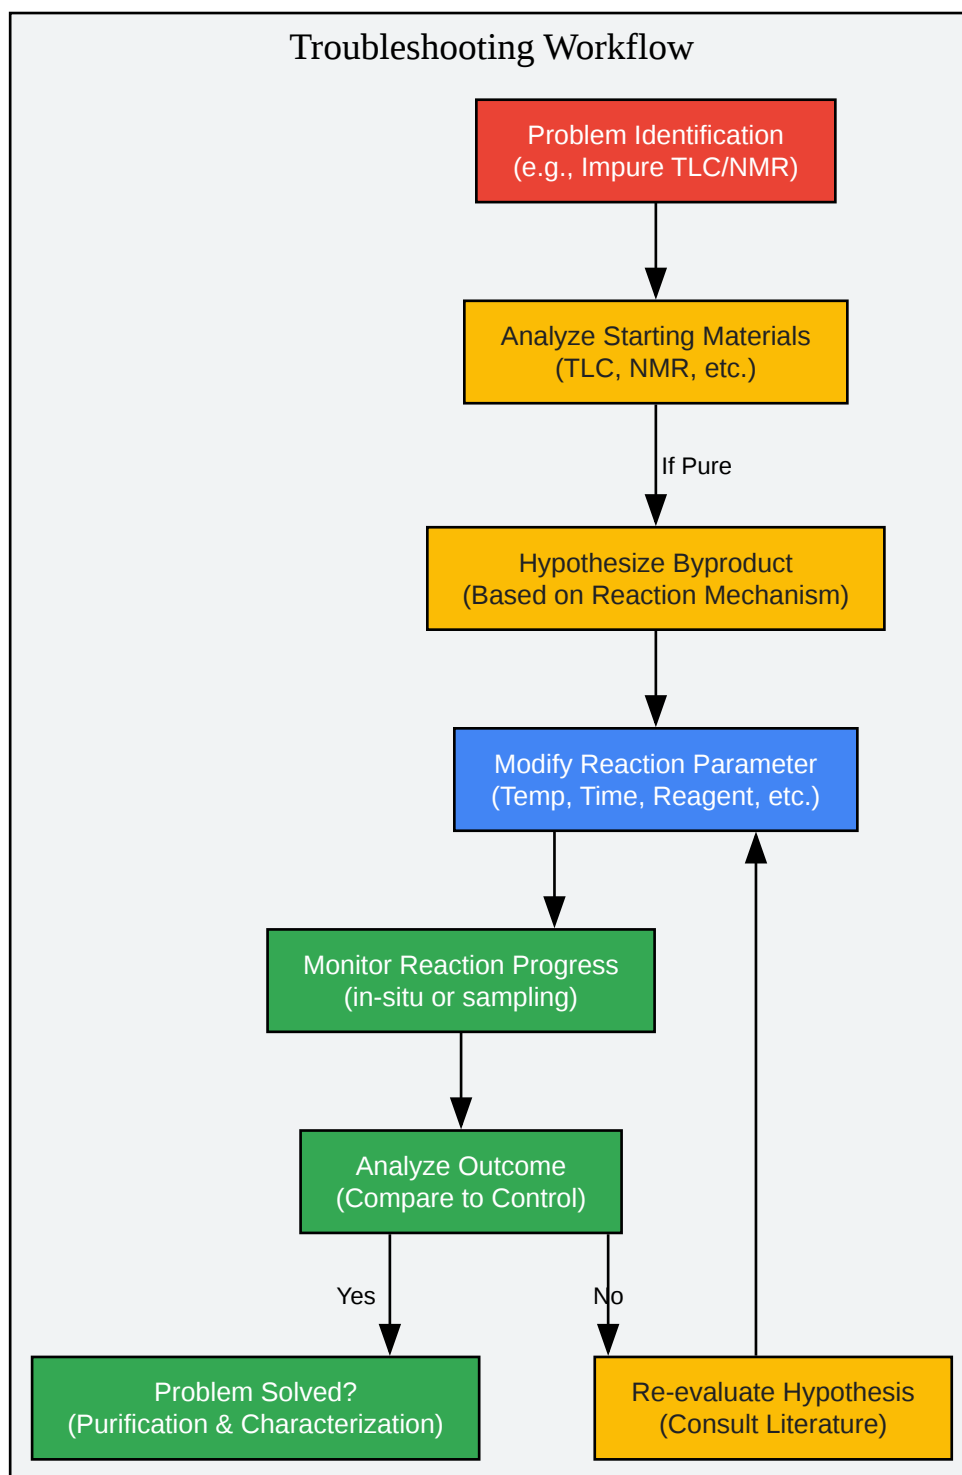 Troubleshooting Workflow
Problem Identification
(e.g., Impure TLC/NMR)
Analyze Starting Materials
(TLC, NMR, etc.)
If Pure
Hypothesize Byproduct
(Based on Reaction Mechanism)
Modify Reaction Parameter
(Temp, Time, Reagent, etc.)
Monitor Reaction Progress
(in-situ or sampling)
Analyze Outcome
(Compare to Control)
Yes
No
Problem Solved?
(Purification & Characterization)
Re-evaluate Hypothesis
(Consult Literature)